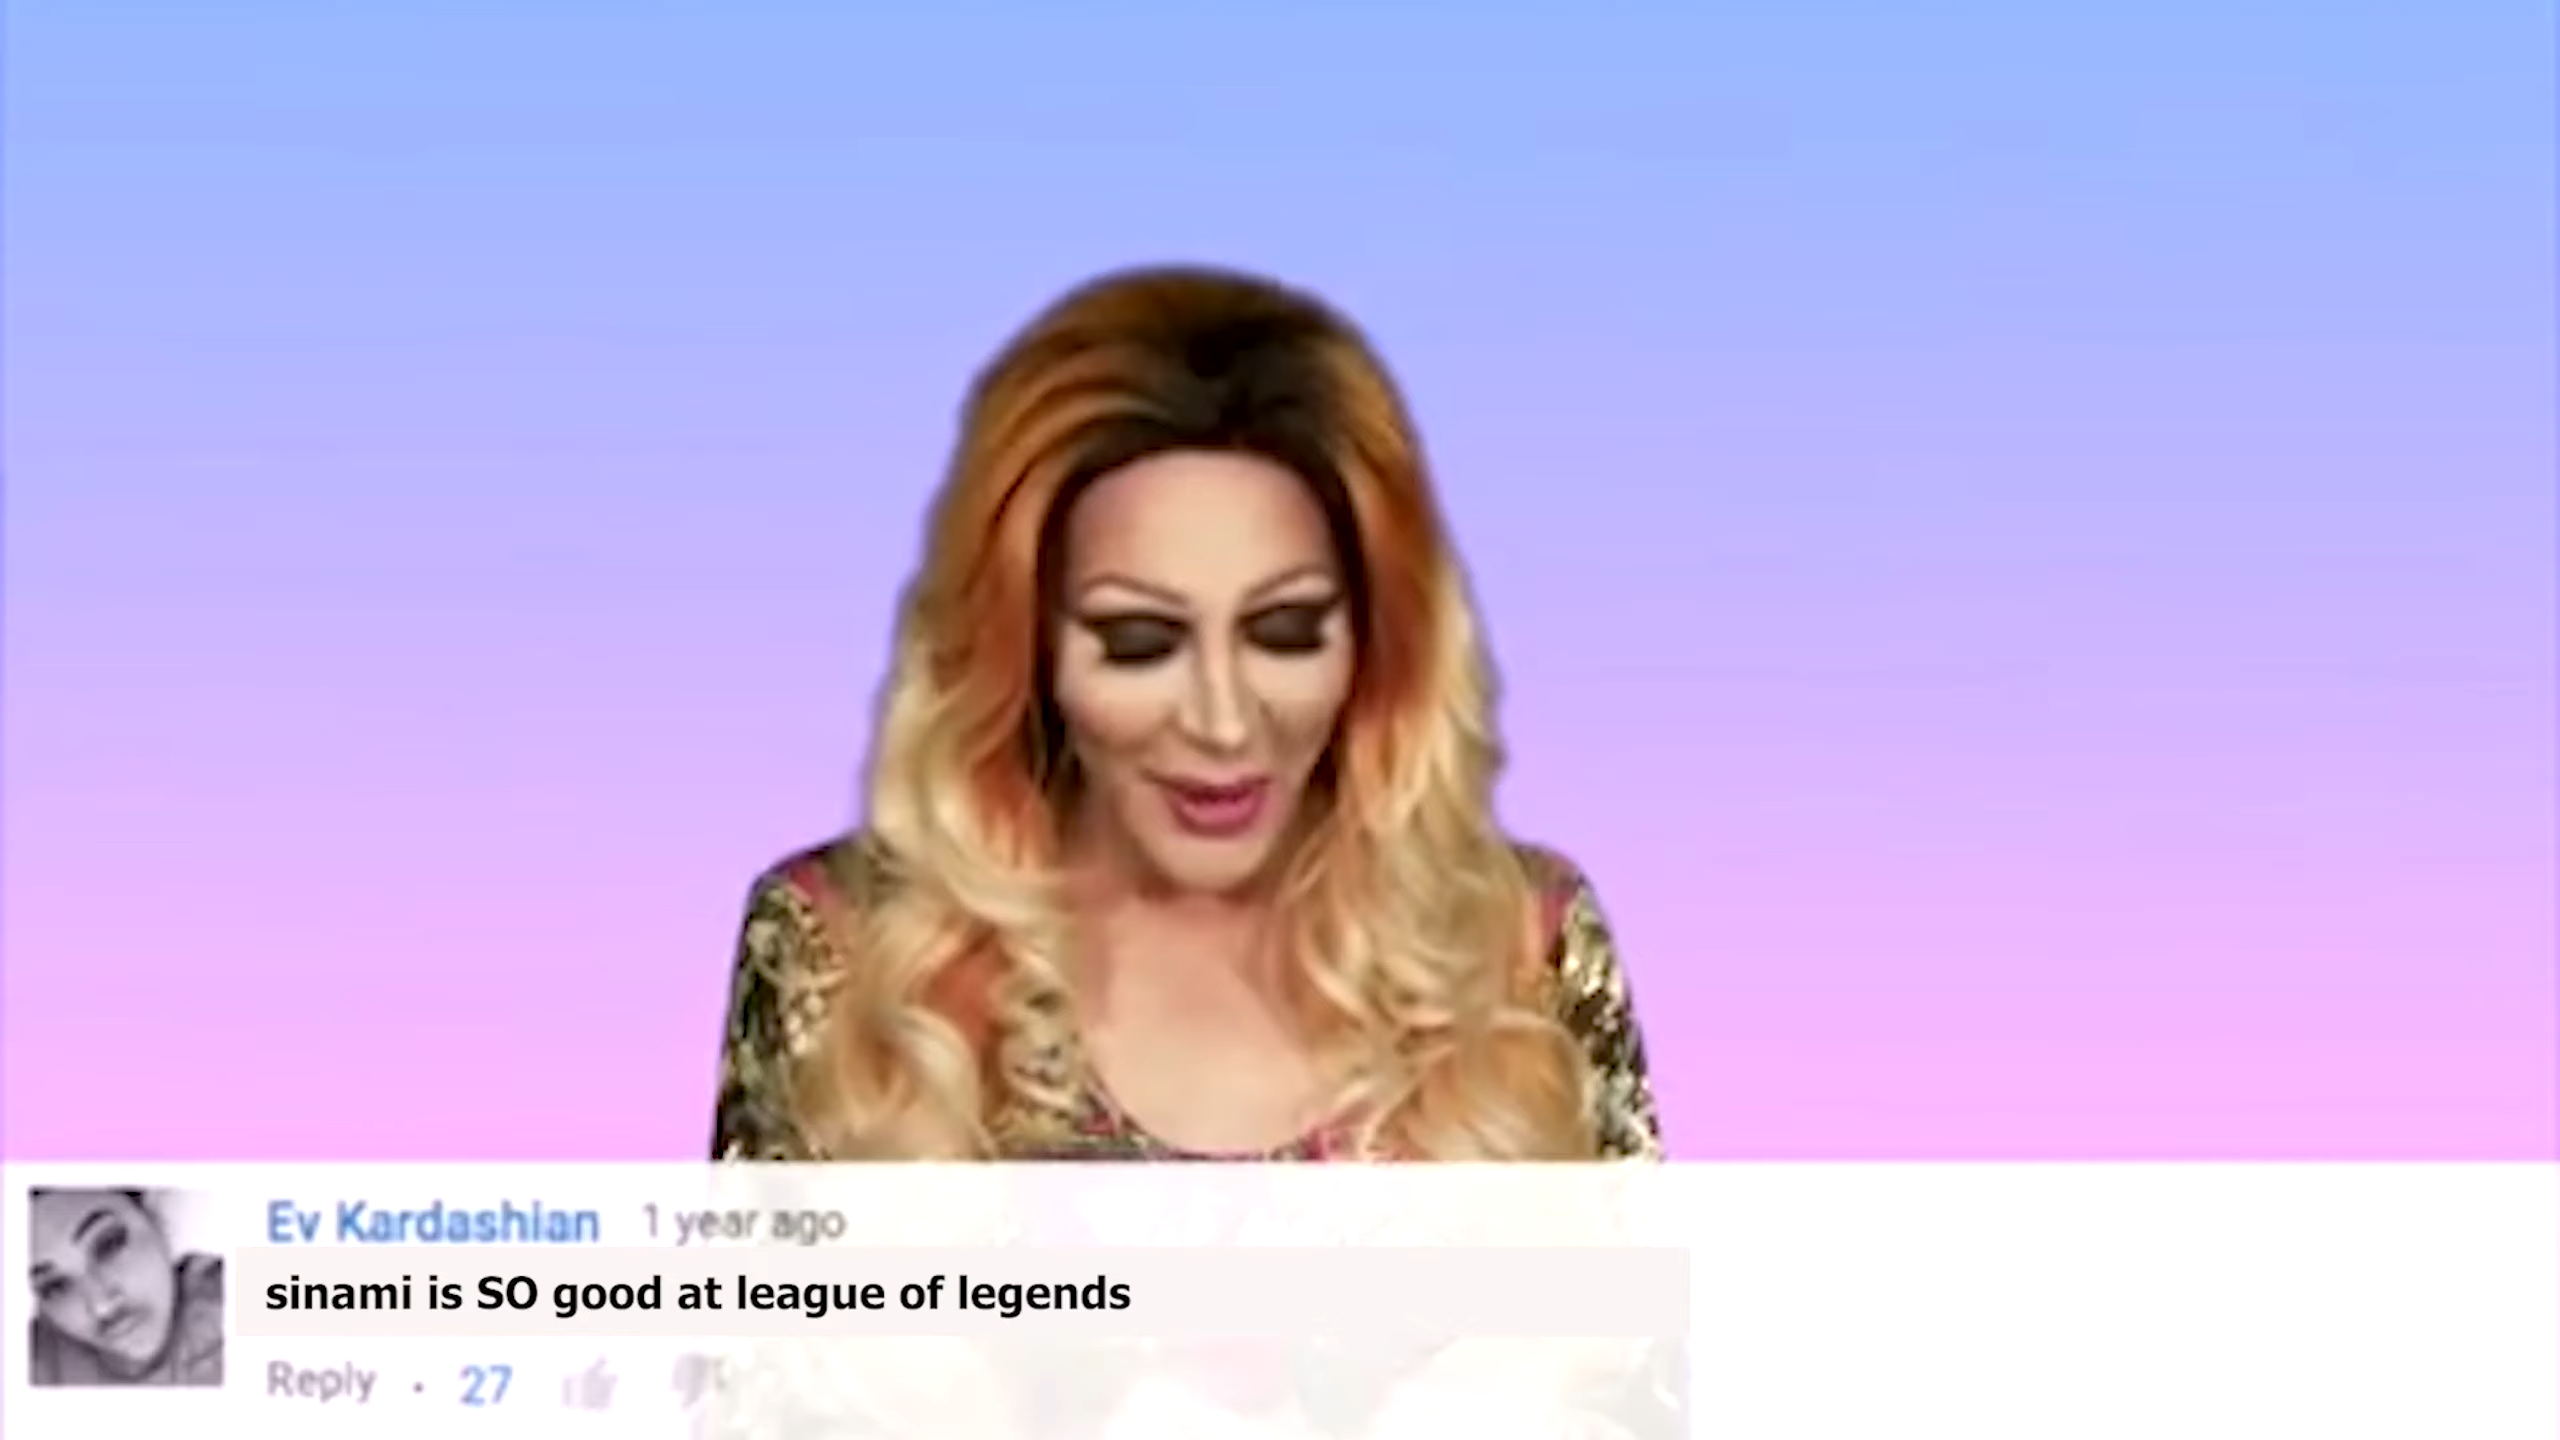 Ev Kardashian 1 year ago
sinami is SO good at league of legends
Reply · 27